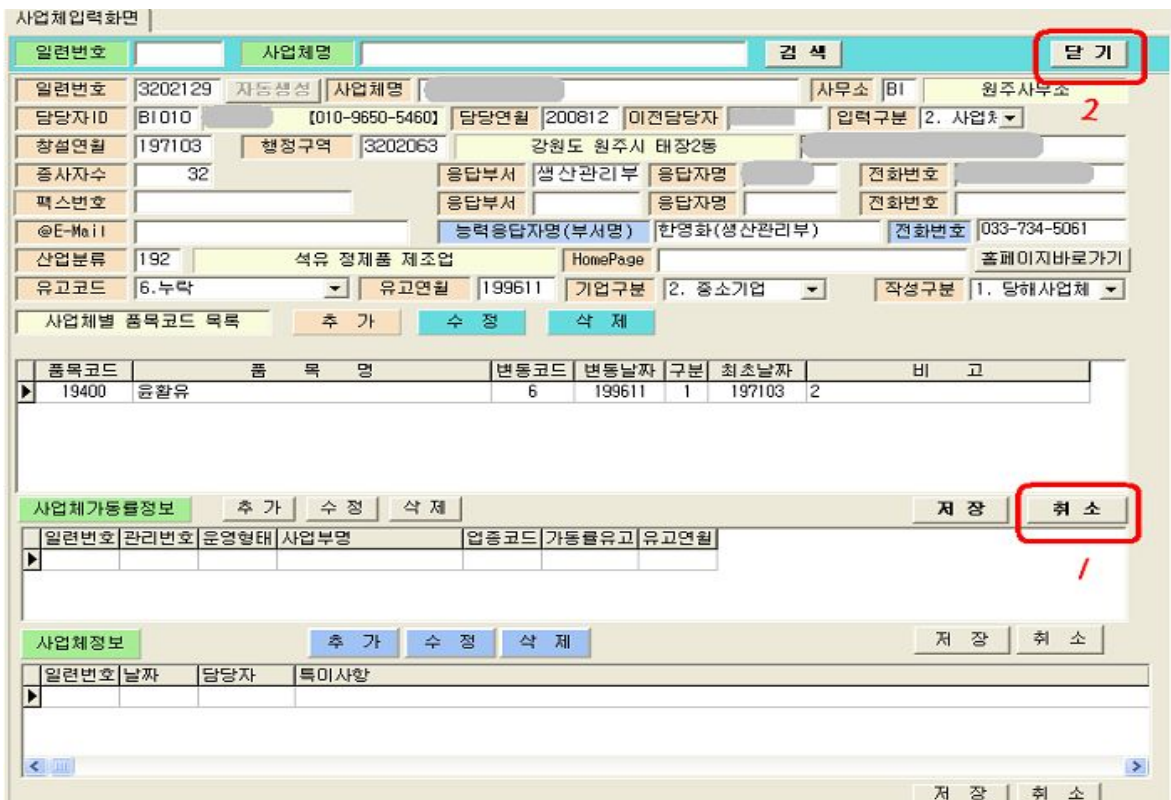 사업체입력화면
일련번호 사업체명 검 색 닫 기
일련번호 3202129 자동생성 사업체명 사무소 BI 원주사무소
담당자ID BI010 【010-9650-5460】 담당연월 200812 이전담당자 입력구분 2. 사업체 2
창설연월 197103 행정구역 3202063 강원도 원주시 태장2동
종사자수 32 응답부서 생산관리부 응답자명 전화번호
팩스번호 응답부서 응답자명 전화번호
@E-Mail 능력응답자명(부서명) 한영화(생산관리부) 전화번호 033-734-5061
산업분류 192 석유 정제품 제조업 HomePage 홈페이지바로가기
유고코드 6.누락 유고연월 199611 기업구분 2. 중소기업 작성구분 1. 당해사업체
사업체별 품목코드 목록 추 가 수 정 삭 제
품목코드 품 목 명 변동코드 변동날짜 구분 최초날짜 비 고
19400 윤활유 6 199611 1 197103 2
사업체가동률정보 추 가 수 정 삭 제 저 장 취 소
일련번호 관리번호 운영형태 사업부명 업종코드 가동률유고 유고연월
1
사업체정보 추 가 수 정 삭 제 저 장 취 소
일련번호 날짜 담당자 특이사항
저 장 취 소